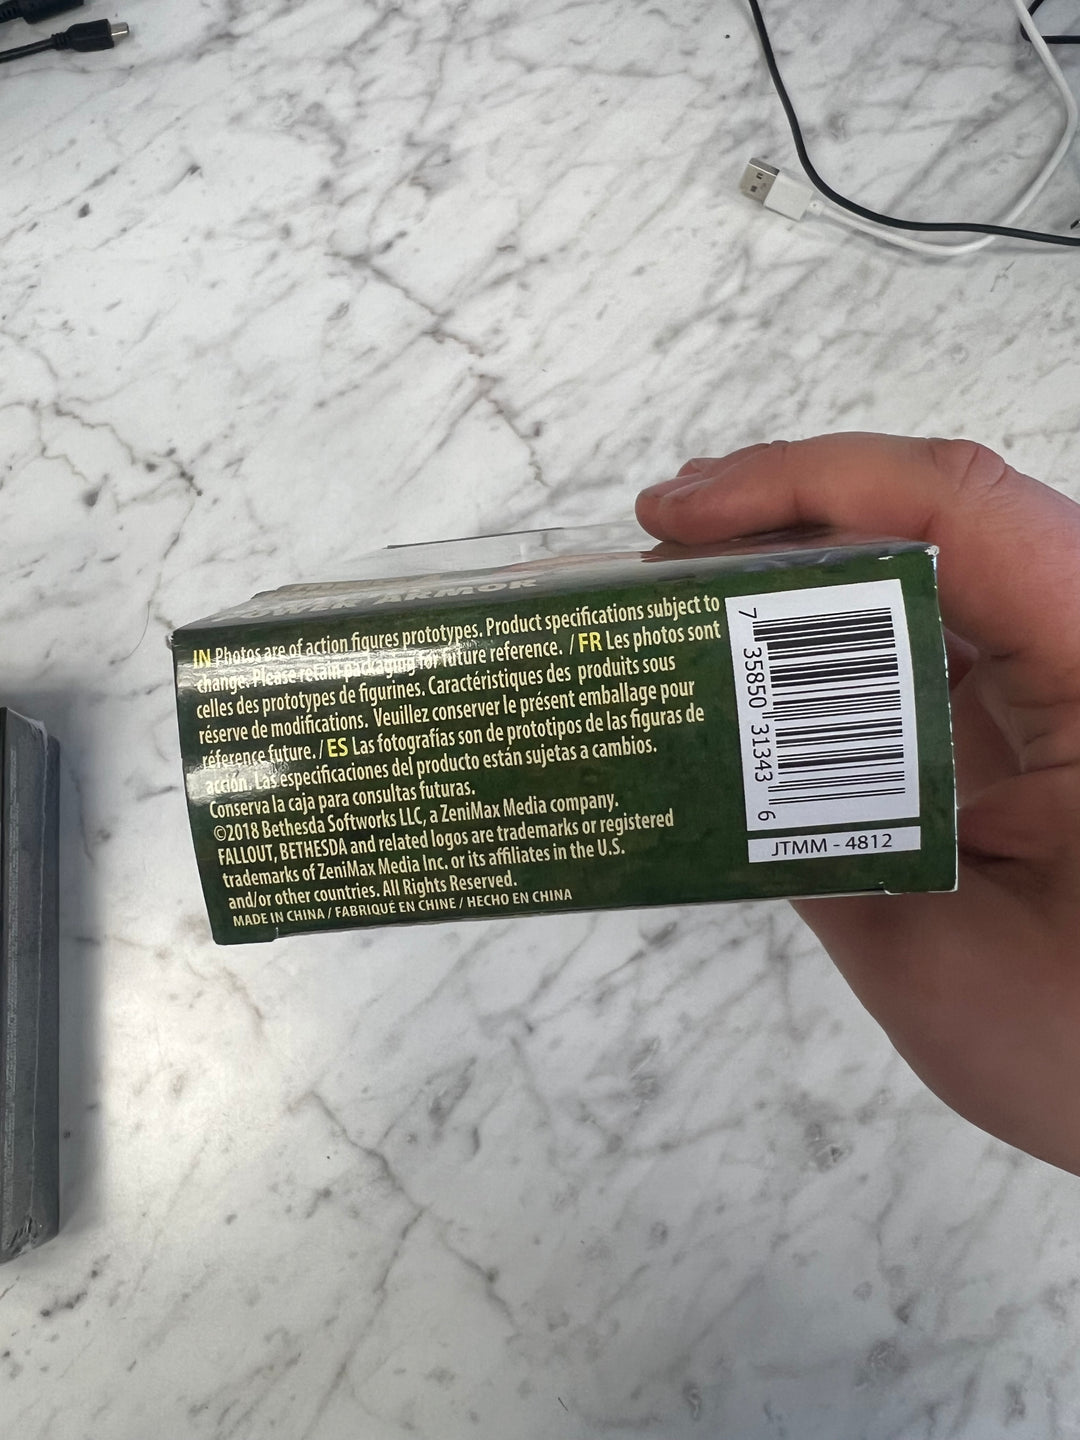 POWER ARMOR
IN Photos are of action figures prototypes. Product specifications subject to
change. Please retain packaging for future reference. / FR Les photos sont
celles des prototypes de figurines. Caractéristiques des produits sous
réserve de modifications. Veuillez conserver le présent emballage pour
référence future. / ES Las fotografías son de prototipos de las figuras de
acción. Las especificaciones del producto están sujetas a cambios.
Conserva la caja para consultas futuras.
©2018 Bethesda Softworks LLC, a ZeniMax Media company.
FALLOUT, BETHESDA and related logos are trademarks or registered
trademarks of ZeniMax Media Inc. or its affiliates in the U.S.
and/or other countries. All Rights Reserved.
MADE IN CHINA / FABRIQUÉ EN CHINE / HECHO EN CHINA
7 35850 31343 6
JTMM - 4812